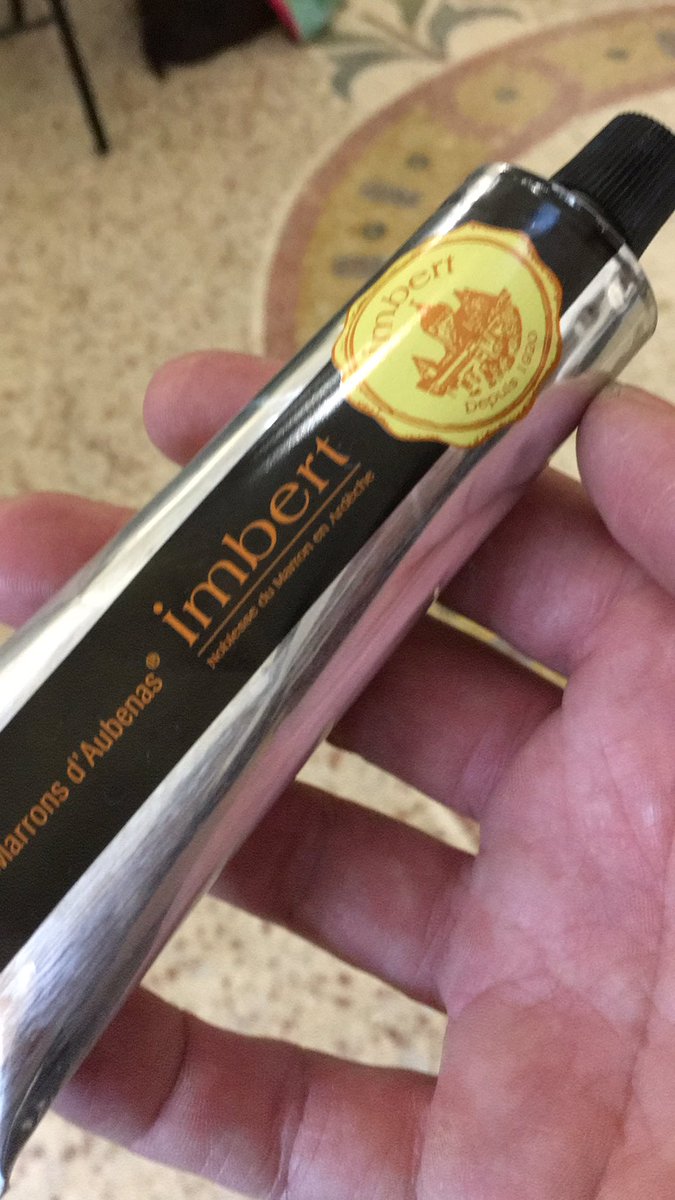 imbert
Depuis 1920
imbert
Noblesse du Marron en Ardèche
Marrons d'Aubenas®